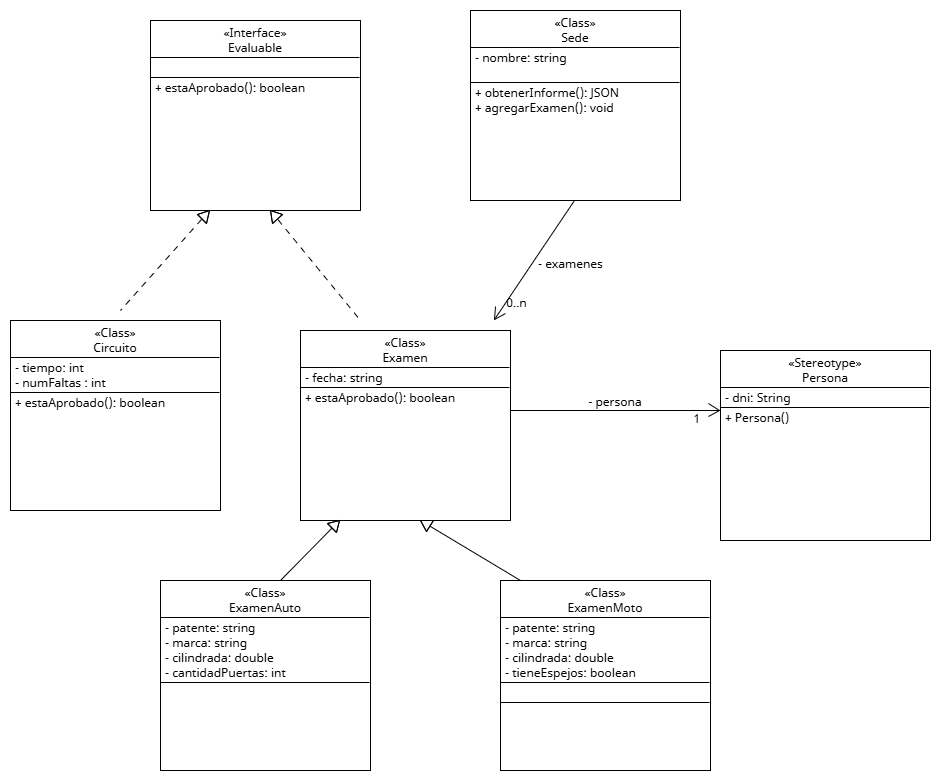 «Interface»
Evaluable
+ estaAprobado(): boolean
«Class»
Sede
- nombre: string
+ obtenerInforme(): JSON
+ agregarExamen(): void
- examenes
0..n
«Class»
Circuito
- tiempo: int
- numFaltas : int
+ estaAprobado(): boolean
«Class»
Examen
- fecha: string
+ estaAprobado(): boolean
- persona
1
«Stereotype»
Persona
- dni: String
+ Persona()
«Class»
ExamenAuto
- patente: string
- marca: string
- cilindrada: double
- cantidadPuertas: int
«Class»
ExamenMoto
- patente: string
- marca: string
- cilindrada: double
- tieneEspejos: boolean